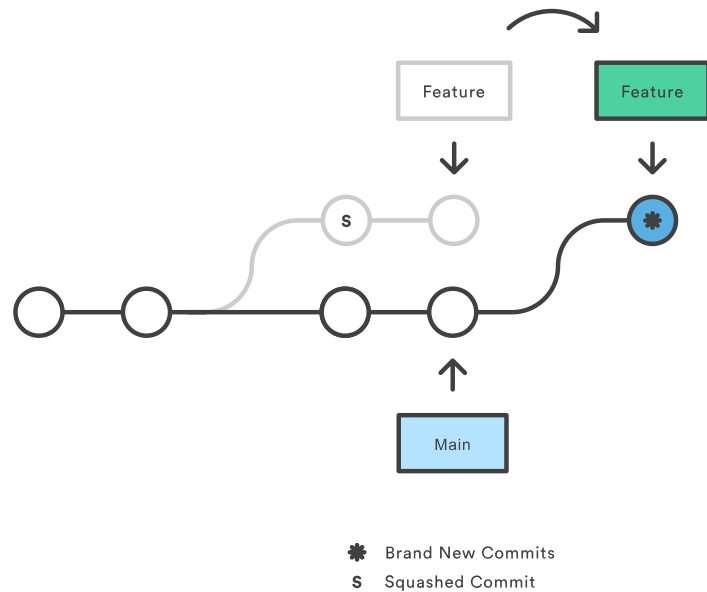 Feature
Feature
S
✸
Main
✸ Brand New Commits
S Squashed Commit